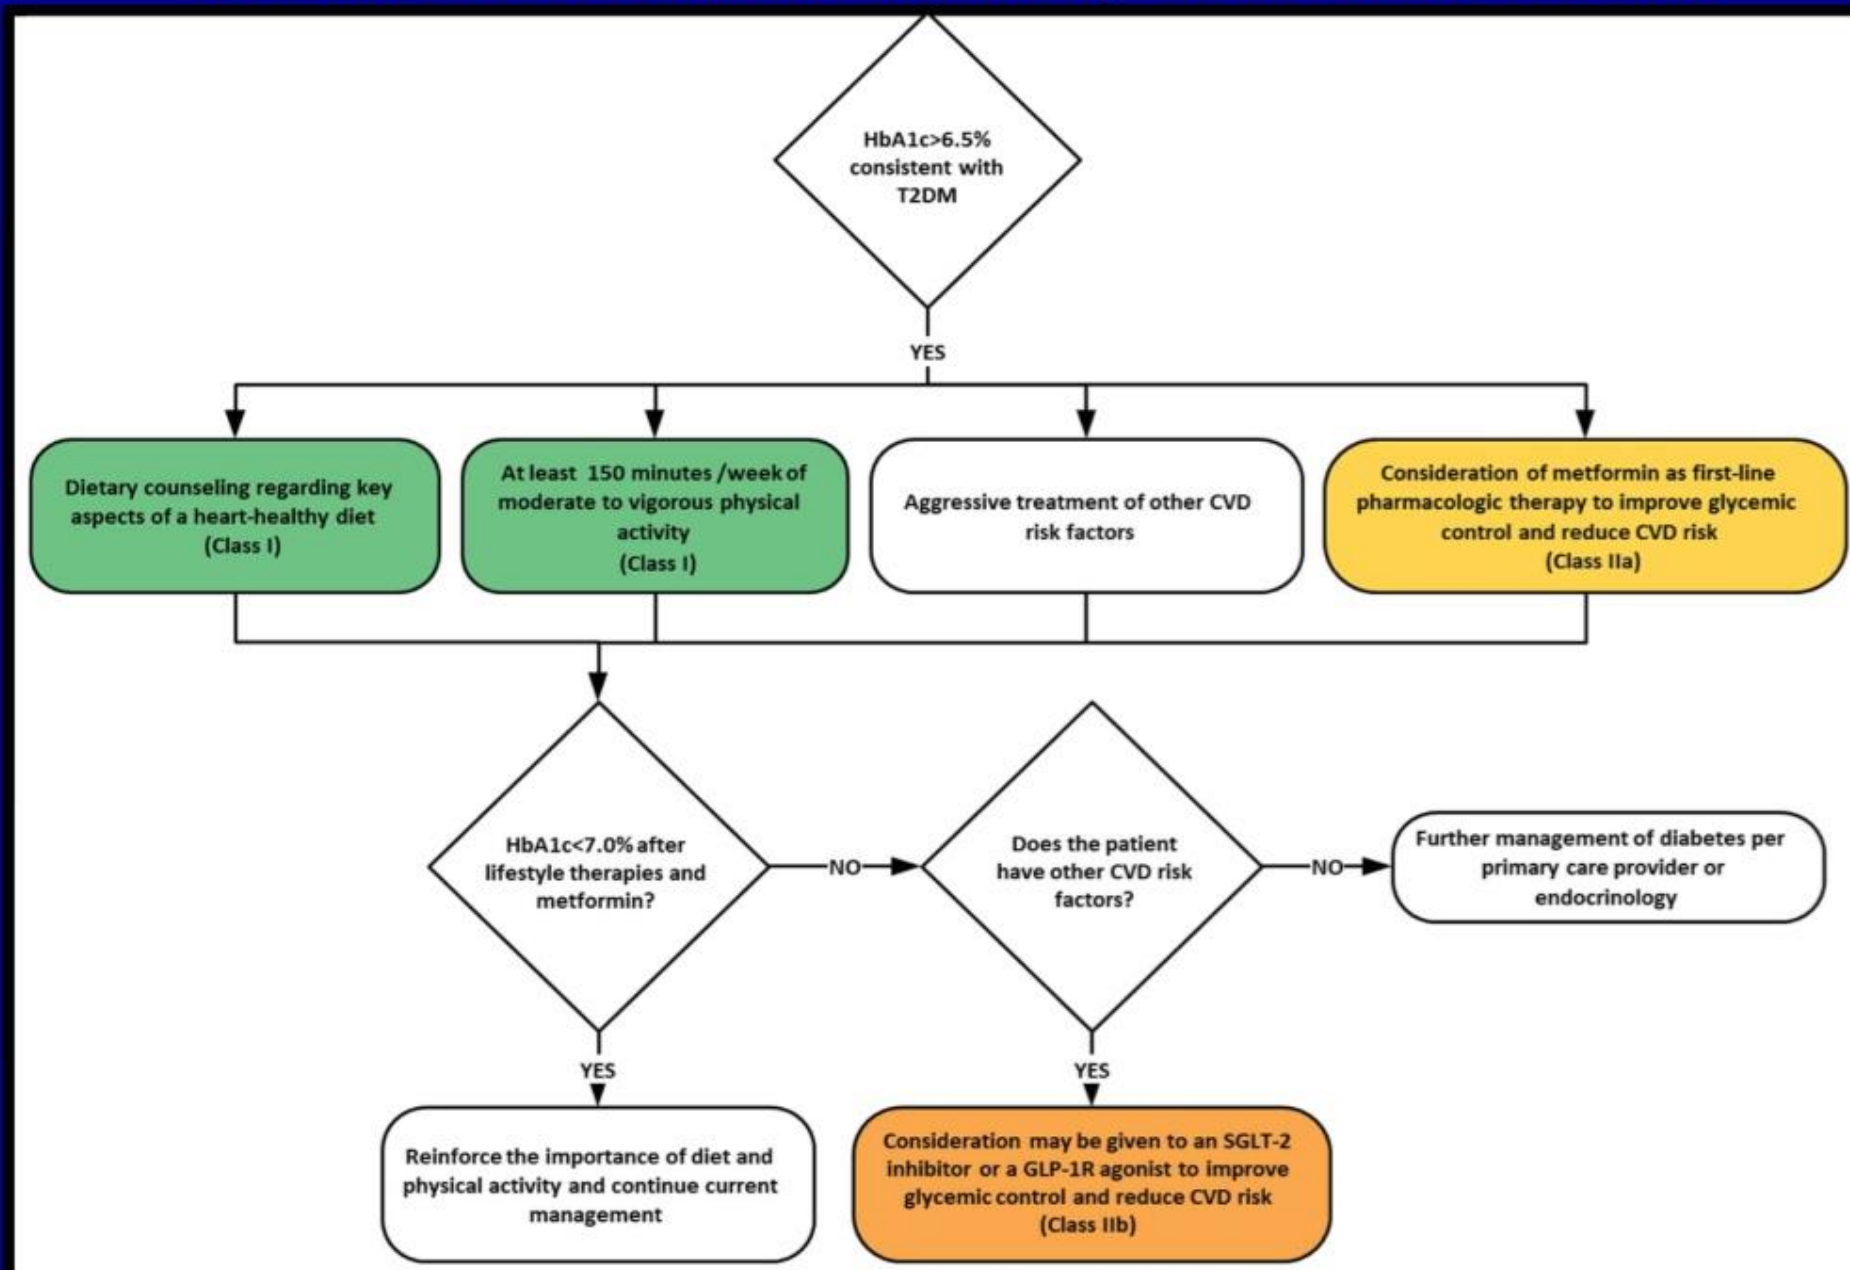 HbA1c>6.5%
consistent with
T2DM
YES
Dietary counseling regarding key
aspects of a heart-healthy diet
(Class I)
At least 150 minutes /week of
moderate to vigorous physical
activity
(Class I)
Aggressive treatment of other CVD
risk factors
Consideration of metformin as first-line
pharmacologic therapy to improve glycemic
control and reduce CVD risk
(Class IIa)
HbA1c<7.0% after
lifestyle therapies and
metformin?
NO
Does the patient
have other CVD risk
factors?
NO
Further management of diabetes per
primary care provider or
endocrinology
YES
YES
Reinforce the importance of diet and
physical activity and continue current
management
Consideration may be given to an SGLT-2
inhibitor or a GLP-1R agonist to improve
glycemic control and reduce CVD risk
(Class IIb)